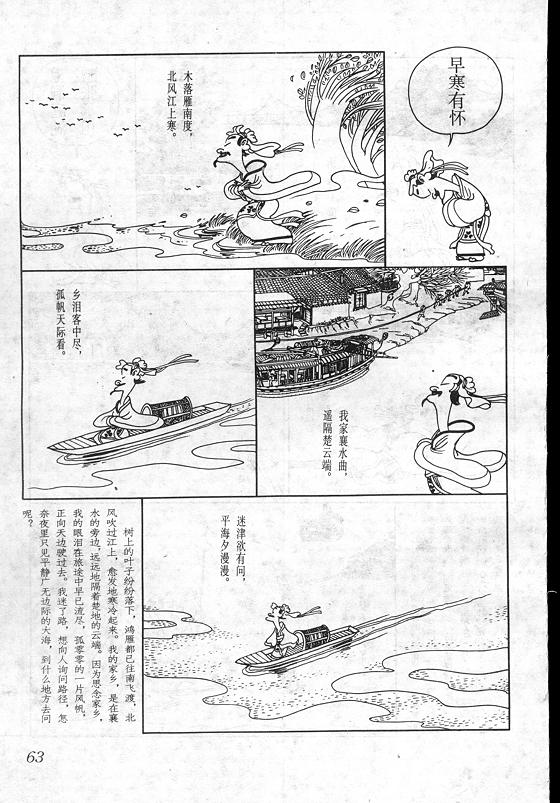 早寒有怀
木落雁南度，
北风江上寒。
我家襄水曲，
遥隔楚云端。
乡泪客中尽，
孤帆天际看。
迷津欲有问，
平海夕漫漫。
树上的叶子纷纷落下，鸿雁都已往南飞渡，北
风吹过江上，愈发地寒冷起来。我的家乡，是在襄
水的旁边，远远地隔着楚地的云端。因为思念家乡，
我的眼泪在旅途中早已流尽，孤零零的一片风帆，
正向天边驶过去。我迷了路，想向人询问路径，怎
奈夜里只见平静广无边际的大海，到什么地方去问
呢？
63